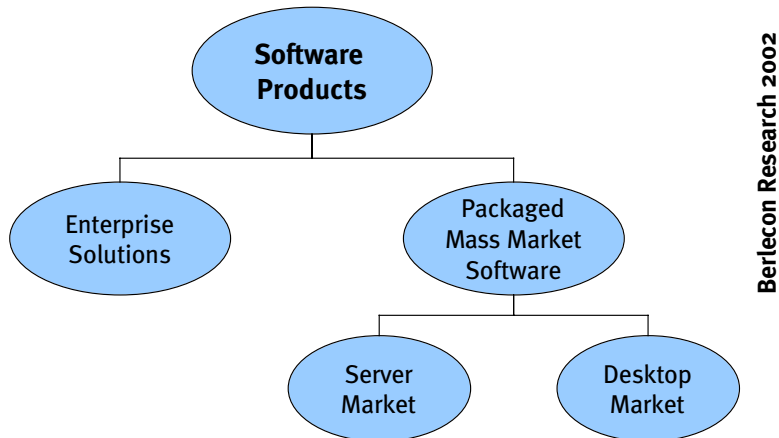 Software
Products
Enterprise
Solutions
Packaged
Mass Market
Software
Server
Market
Desktop
Market
Berlecon Research 2002